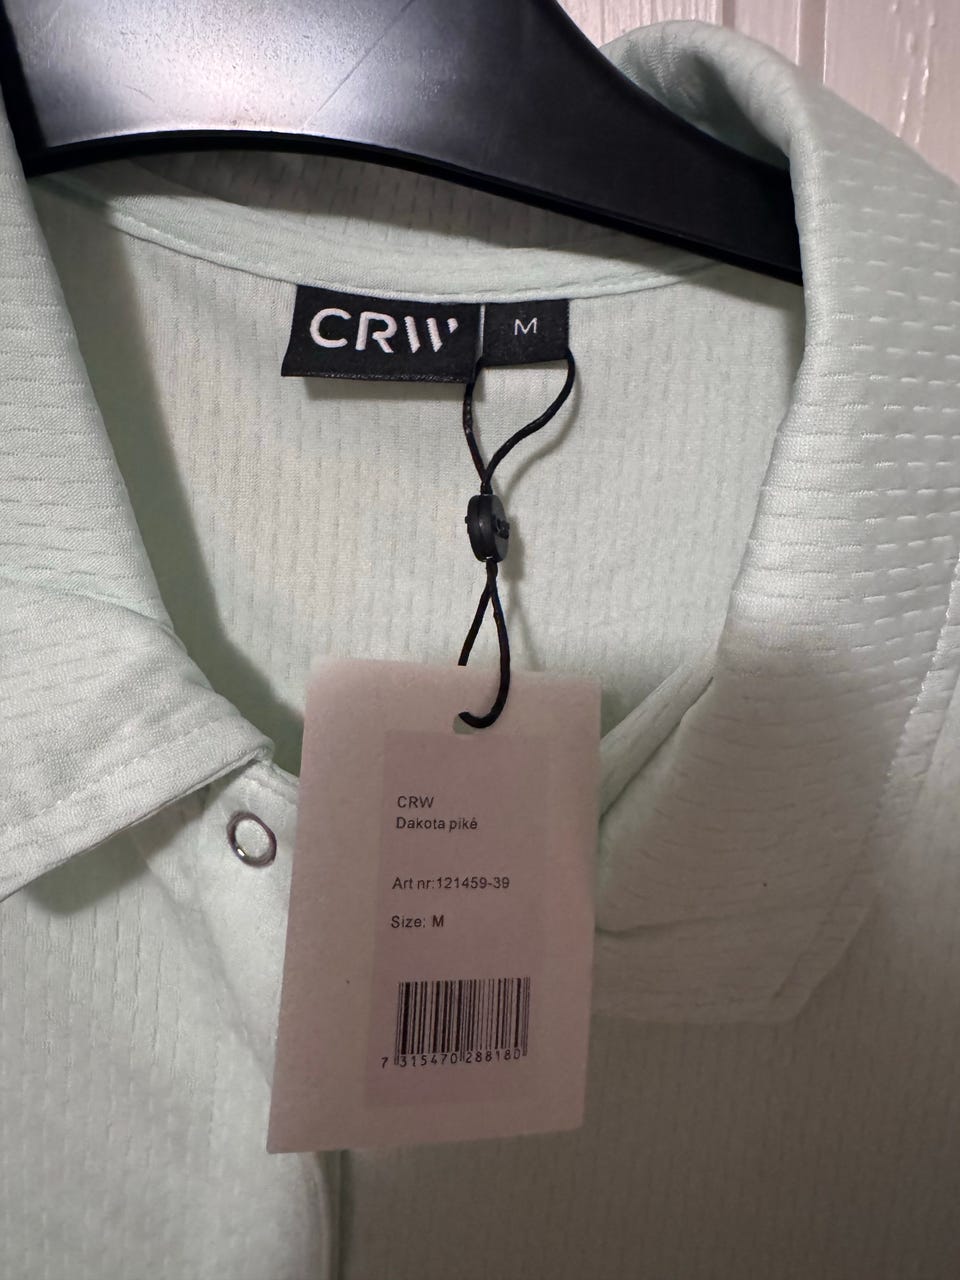 CRW
M
CRW
Dakota piké
Art nr:121459-39
Size: M
7 315470 288180